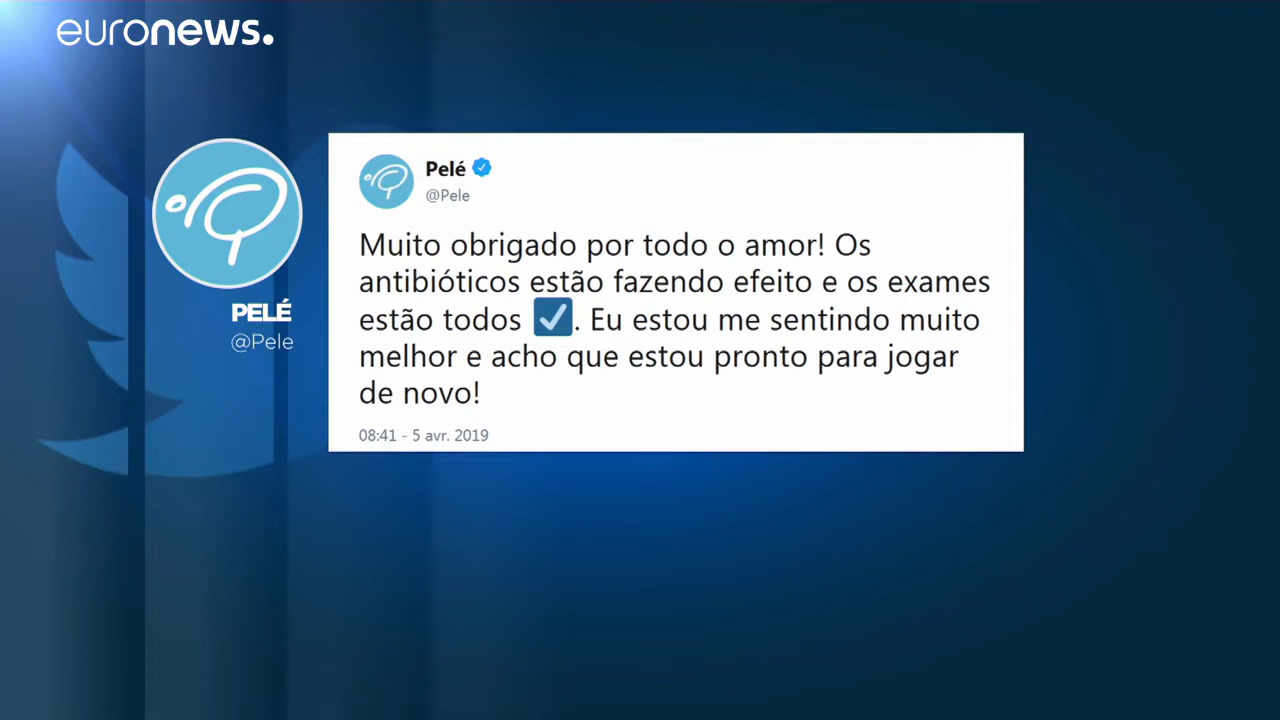 euronews.
PELÉ
@Pele
Pelé
@Pele
Muito obrigado por todo o amor! Os
antibióticos estão fazendo efeito e os exames
estão todos ☑. Eu estou me sentindo muito
melhor e acho que estou pronto para jogar
de novo!
08:41 - 5 avr. 2019